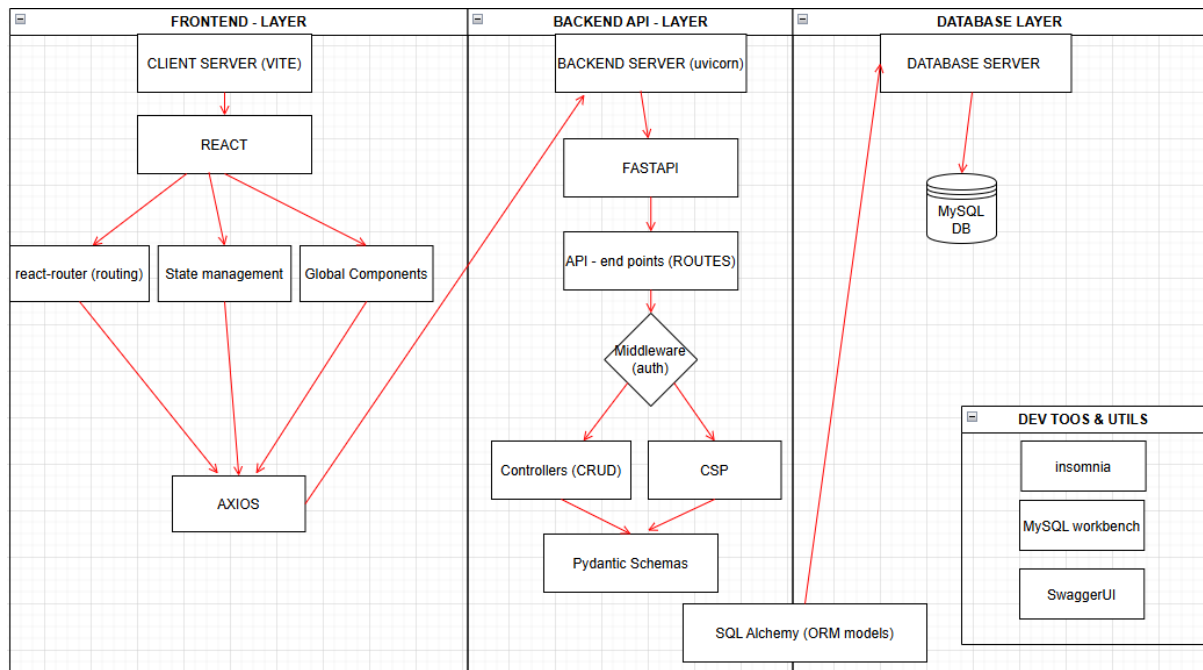 FRONTEND - LAYER
CLIENT SERVER (VITE)
REACT
react-router (routing)
State management
Global Components
AXIOS
BACKEND API - LAYER
BACKEND SERVER (uvicorn)
FASTAPI
API - end points (ROUTES)
Middleware
(auth)
Controllers (CRUD)
CSP
Pydantic Schemas
SQL Alchemy (ORM models)
DATABASE LAYER
DATABASE SERVER
MySQL
DB
DEV TOOS & UTILS
insomnia
MySQL workbench
SwaggerUI